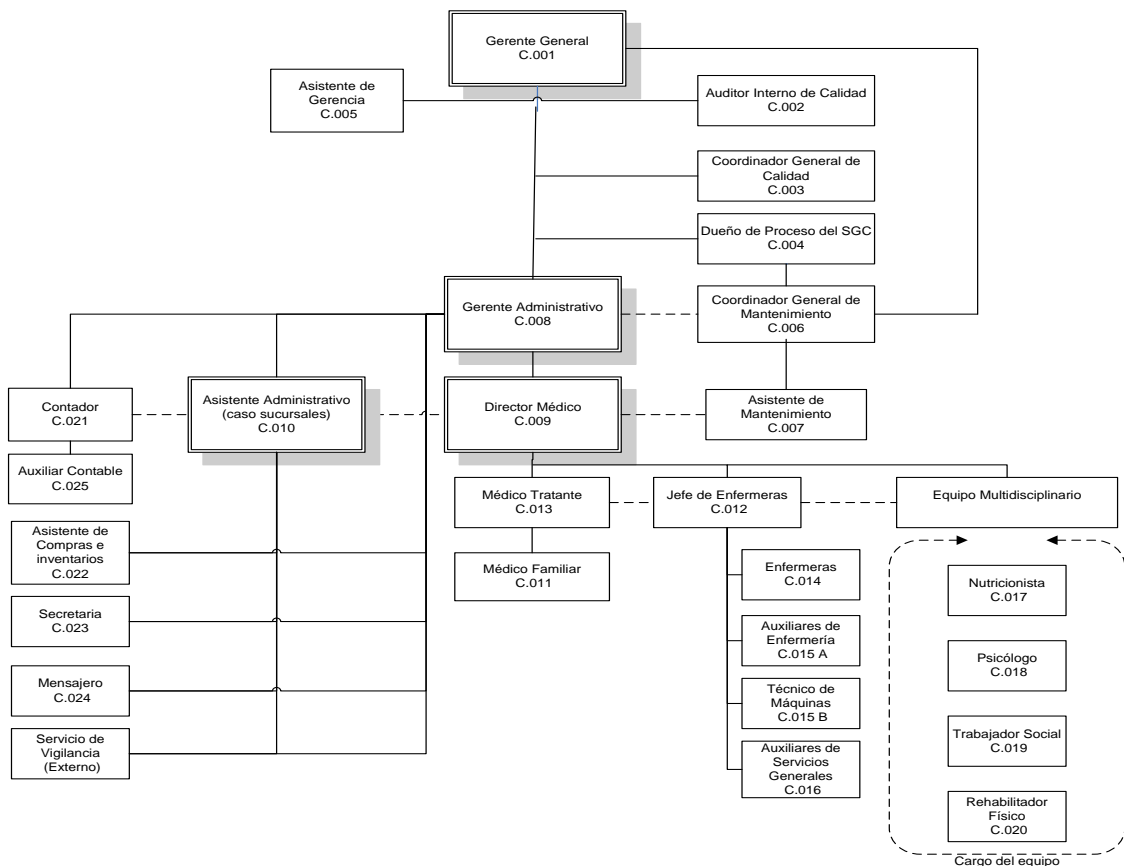 Gerente General
C.001
Asistente de
Gerencia
C.005
Auditor Interno de Calidad
C.002
Coordinador General de
Calidad
C.003
Dueño de Proceso del SGC
C.004
Gerente Administrativo
C.008
Coordinador General de
Mantenimiento
C.006
Contador
C.021
Asistente Administrativo
(caso sucursales)
C.010
Director Médico
C.009
Asistente de
Mantenimiento
C.007
Auxiliar Contable
C.025
Médico Tratante
C.013
Jefe de Enfermeras
C.012
Equipo Multidisciplinario
Asistente de
Compras e
inventarios
C.022
Médico Familiar
C.011
Enfermeras
C.014
Nutricionista
C.017
Secretaria
C.023
Auxiliares de
Enfermería
C.015 A
Psicólogo
C.018
Mensajero
C.024
Técnico de
Máquinas
C.015 B
Trabajador Social
C.019
Servicio de
Vigilancia
(Externo)
Auxiliares de
Servicios
Generales
C.016
Rehabilitador
Físico
C.020
Cargo del equipo